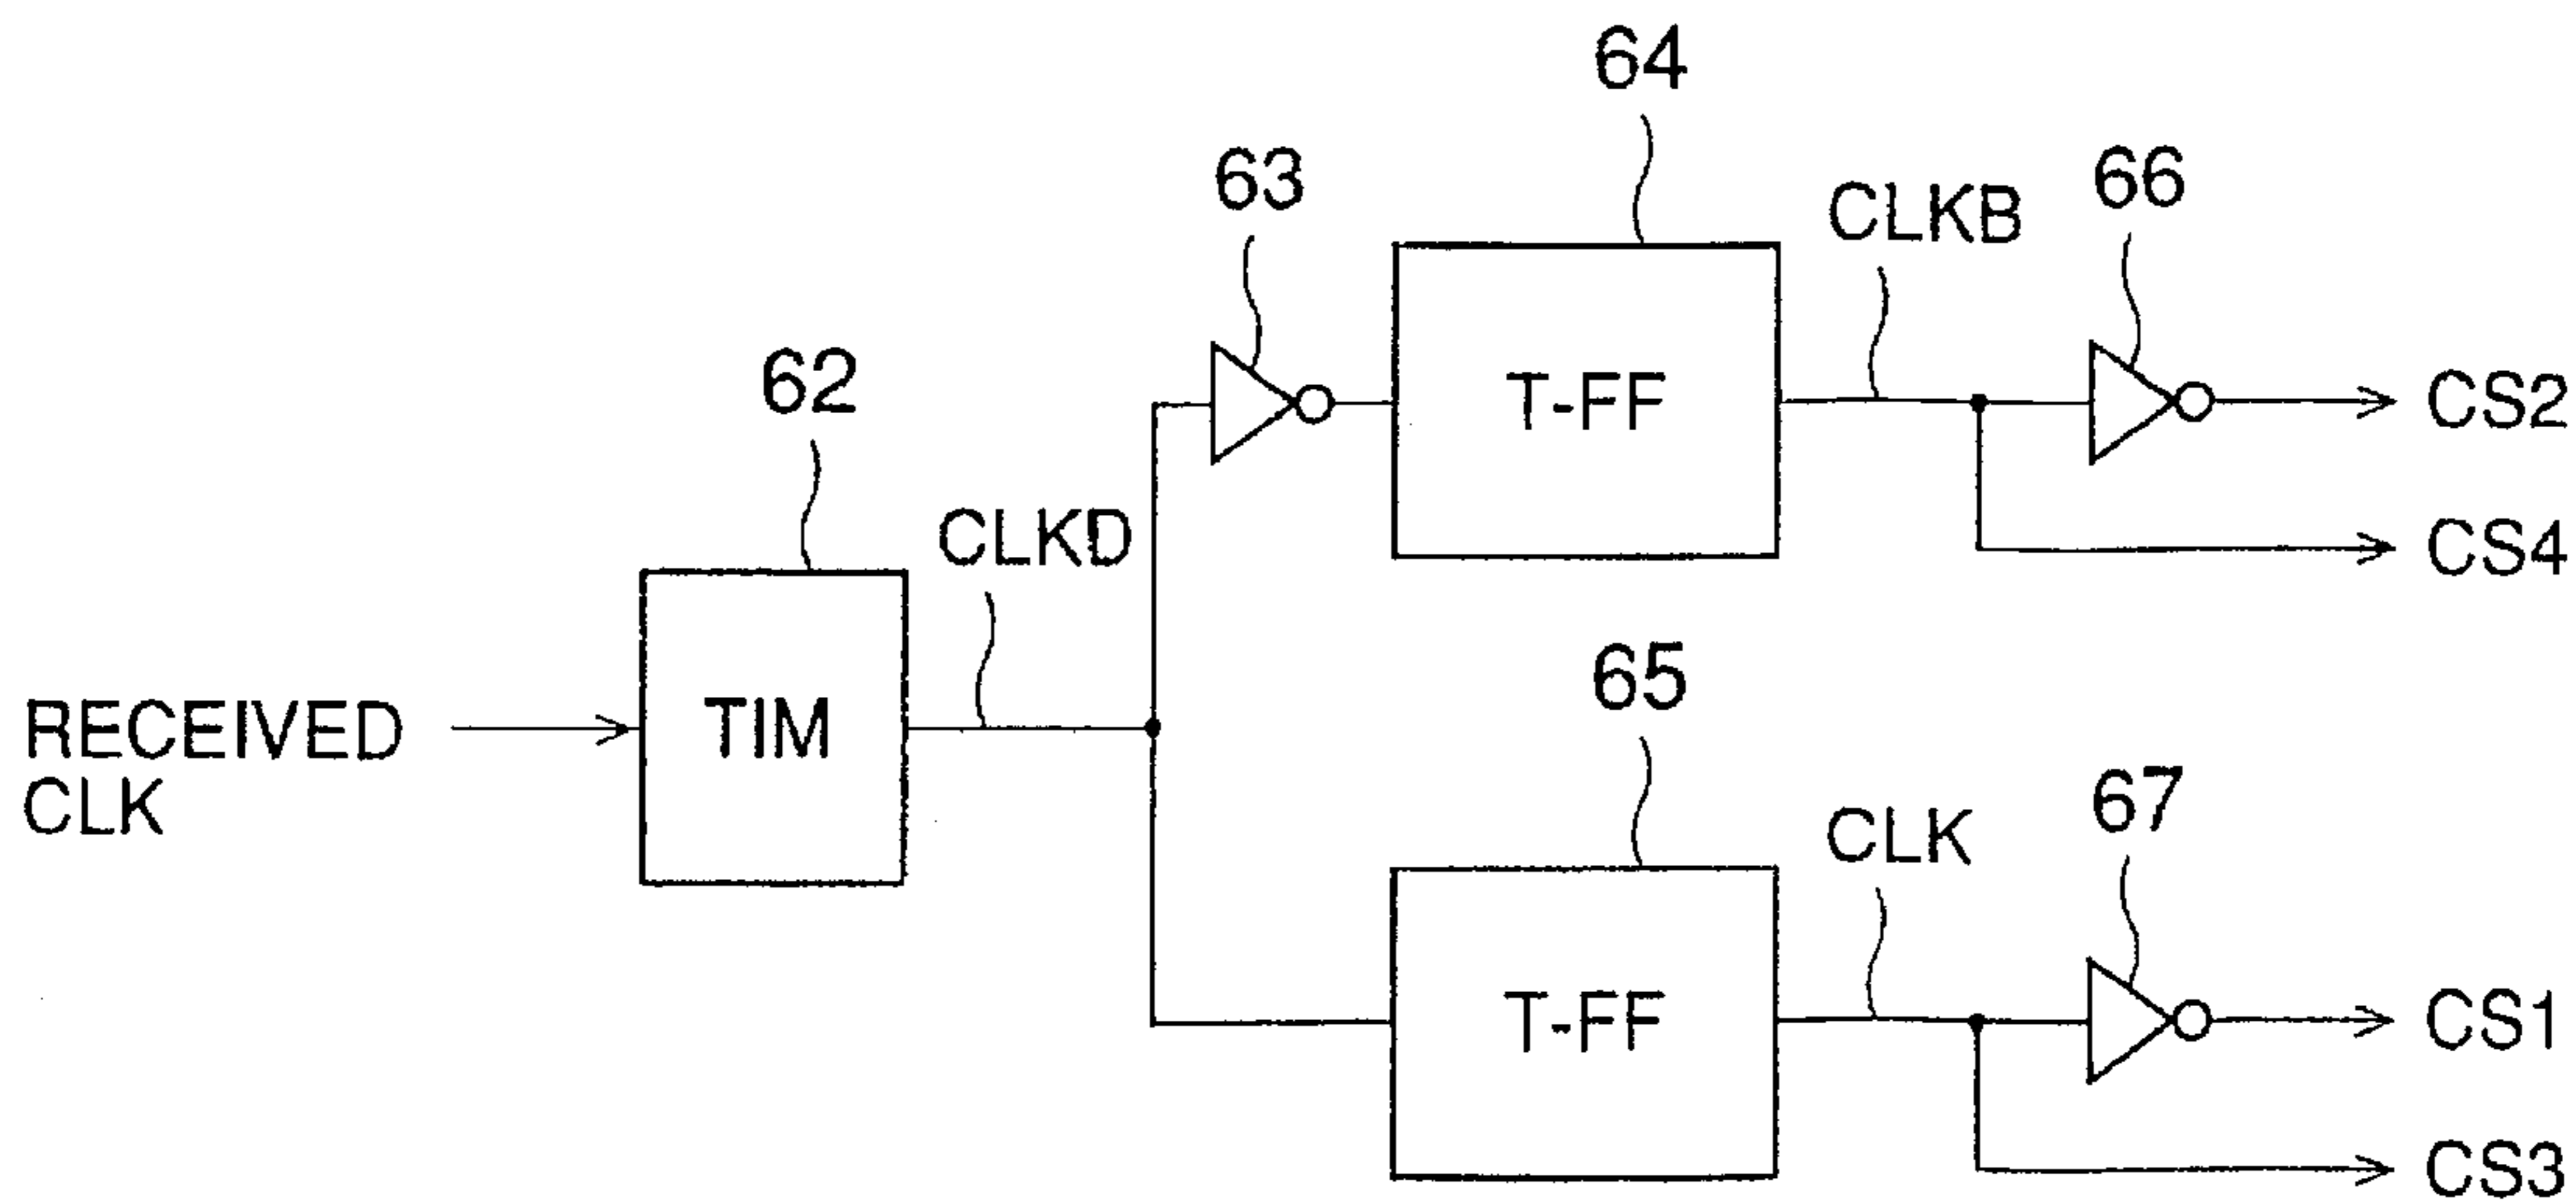 64
63
CLKB
66
62
T-FF
CS2
CLKD
CS4
65
RECEIVED
CLK
TIM
67
CLK
T-FF
CS1
CS3